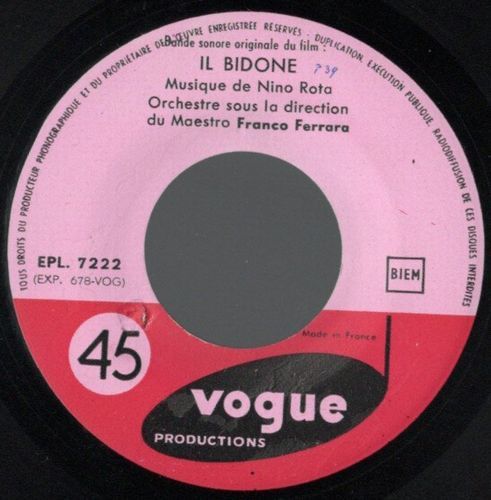 TOUS DROITS DU PRODUCTEUR PHONOGRAPHIQUE ET DU PROPRIÉTAIRE DE L'ŒUVRE ENREGISTRÉE RÉSERVÉS - DUPLICATION, EXÉCUTION PUBLIQUE, RADIODIFFUSION DE CES DISQUES INTERDITES
Bande sonore originale du film :
IL BIDONE
Musique de Nino Rota
Orchestre sous la direction
du Maestro Franco Ferrara
EPL. 7222
(EXP. 678-VOG)
BIEM
Made in France
45
vogue
PRODUCTIONS